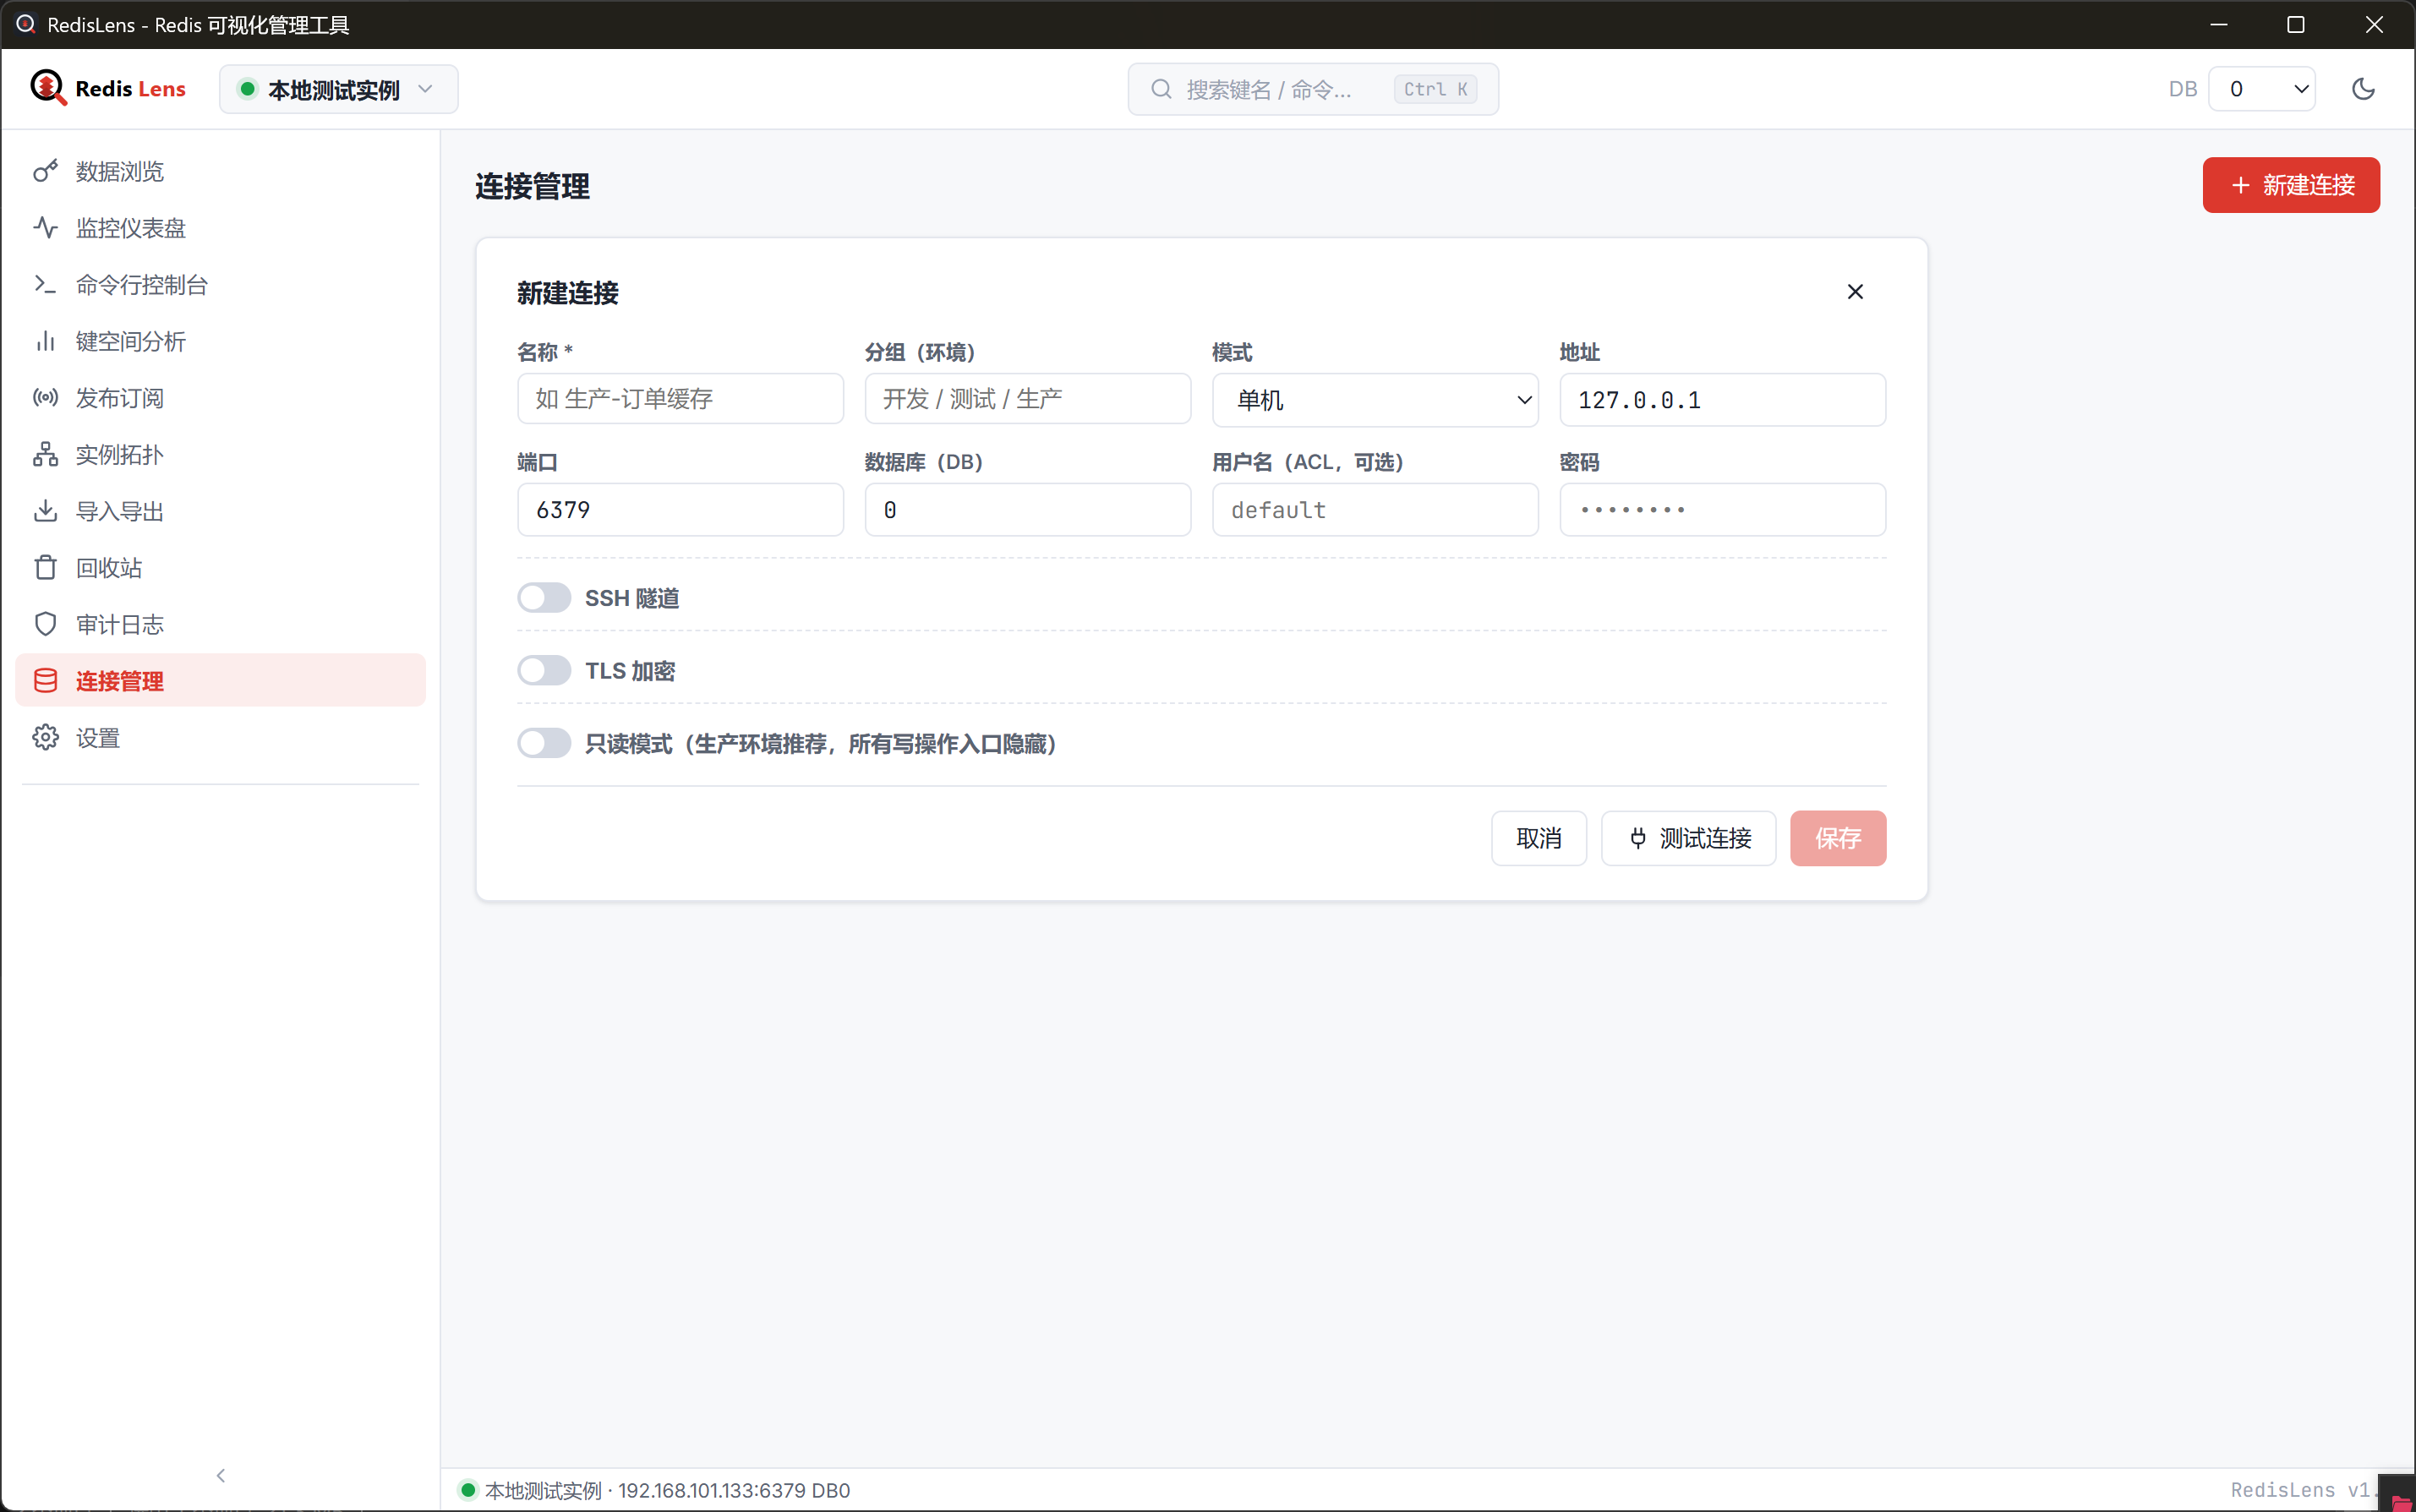 RedisLens - Redis 可视化管理工具
Redis Lens
本地测试实例
搜索键名 / 命令...
Ctrl K
DB
0
数据浏览
监控仪表盘
命令行控制台
键空间分析
发布订阅
实例拓扑
导入导出
回收站
审计日志
连接管理
设置
连接管理
新建连接
新建连接
名称 *
分组（环境）
模式
地址
如 生产-订单缓存
开发 / 测试 / 生产
单机
127.0.0.1
端口
数据库（DB）
用户名（ACL，可选）
密码
6379
0
default
••••••••
SSH 隧道
TLS 加密
只读模式（生产环境推荐，所有写操作入口隐藏）
取消
测试连接
保存
本地测试实例 · 192.168.101.133:6379 DB0
RedisLens v1.